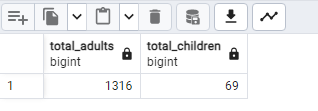 total_adults total_children
bigint bigint
1 1316 69